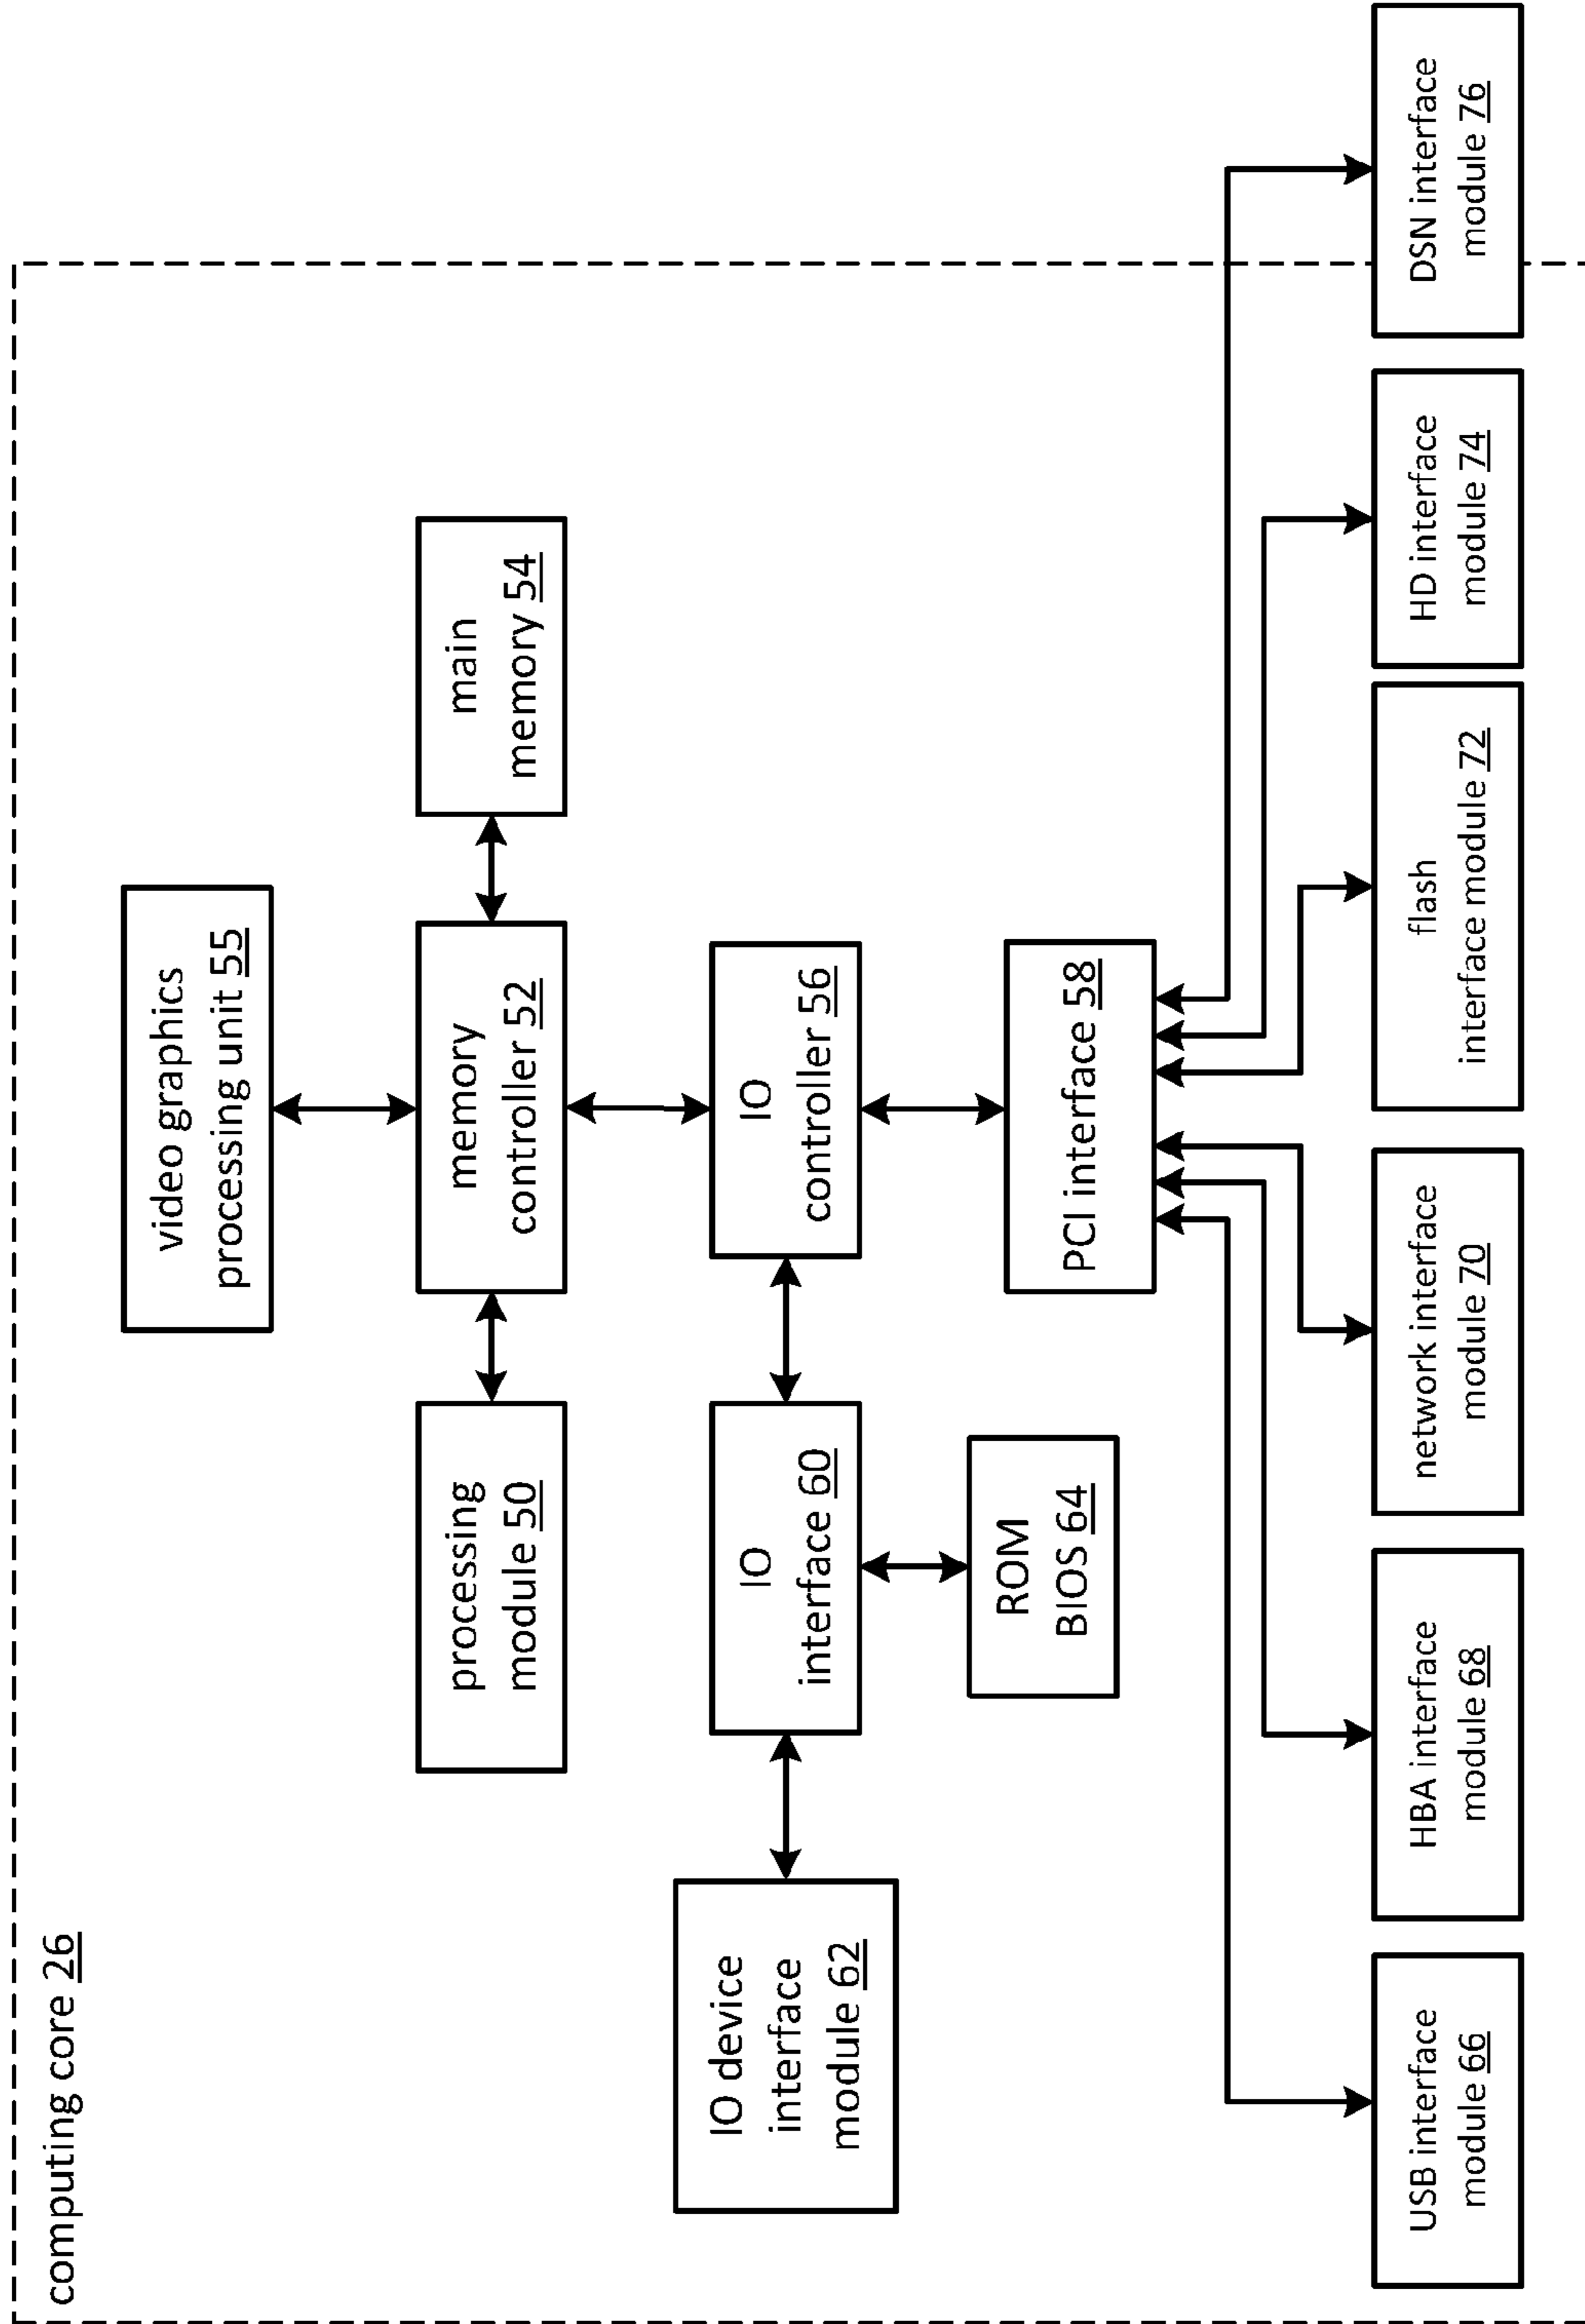 computing core 26
video graphics
processing unit 55
processing
module 50
memory
controller 52
main
memory 54
IO device
interface
module 62
IO
interface 60
IO
controller 56
ROM
BIOS 64
PCI interface 58
USB interface
module 66
HBA interface
module 68
network interface
module 70
flash
interface module 72
HD interface
module 74
DSN interface
module 76